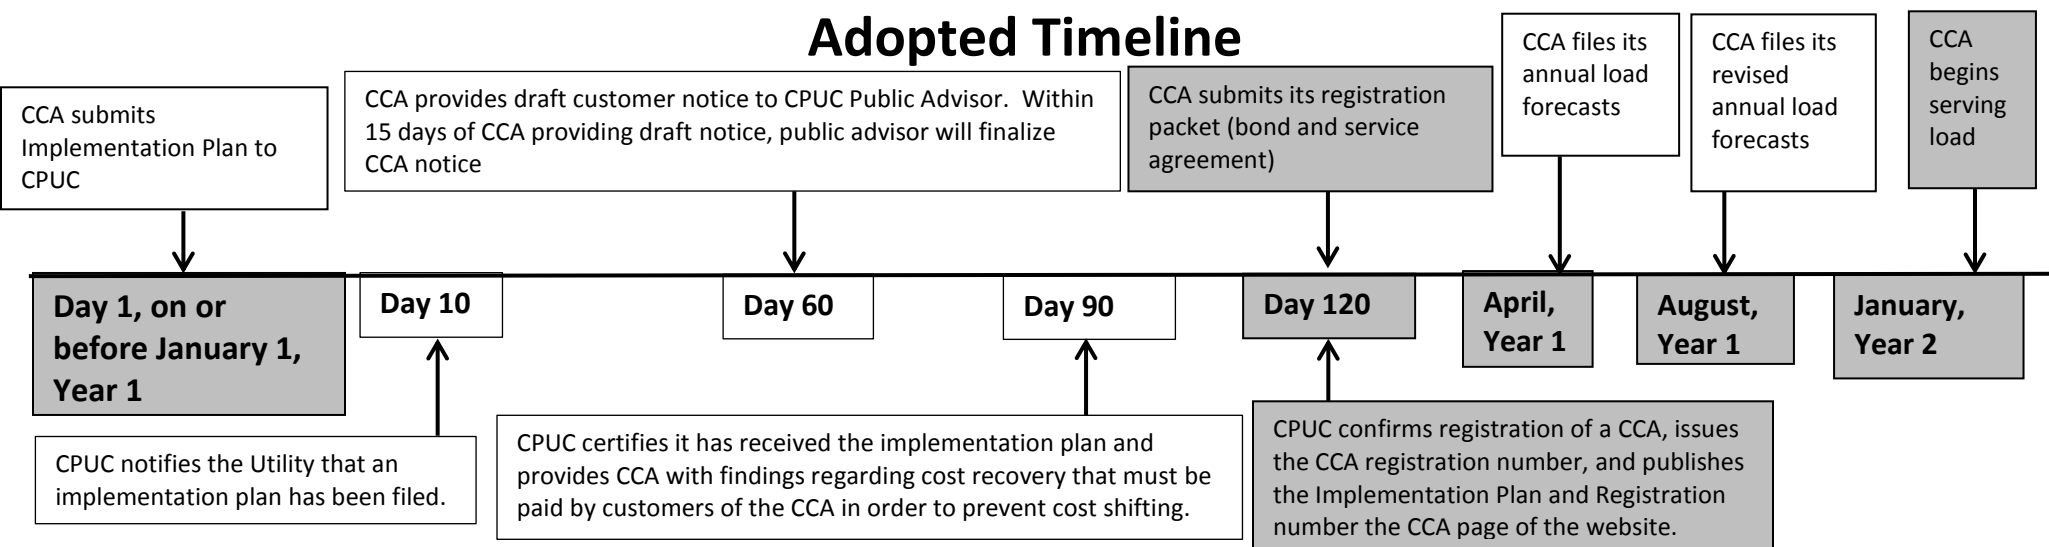 Adopted Timeline
CCA submits
Implementation Plan to
CPUC
CCA provides draft customer notice to CPUC Public Advisor.  Within
15 days of CCA providing draft notice, public advisor will finalize
CCA notice
CCA submits its registration
packet (bond and service
agreement)
CCA files its
annual load
forecasts
CCA files its
revised
annual load
forecasts
CCA
begins
serving
load
Day 1, on or
before January 1,
Year 1
Day 10
Day 60
Day 90
Day 120
April,
Year 1
August,
Year 1
January,
Year 2
CPUC notifies the Utility that an
implementation plan has been filed.
CPUC certifies it has received the implementation plan and
provides CCA with findings regarding cost recovery that must be
paid by customers of the CCA in order to prevent cost shifting.
CPUC confirms registration of a CCA, issues
the CCA registration number, and publishes
the Implementation Plan and Registration
number the CCA page of the website.